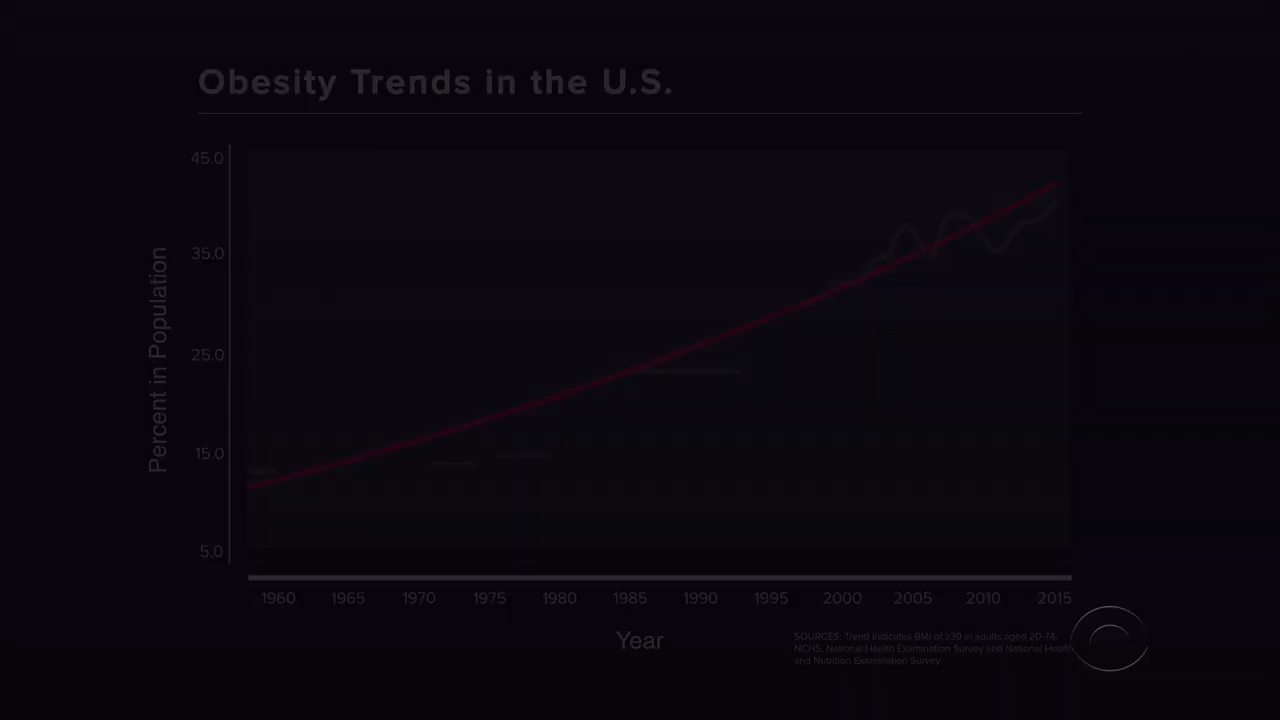 Obesity Trends in the U.S.
45.0
35.0
25.0
15.0
5.0
Percent in Population
1960 1965 1970 1975 1980 1985 1990 1995 2000 2005 2010 2015
Year
SOURCES: Trend indicates BMI of ≥30 in adults aged 20-74.
NCHS, National Health Examination Survey and National Health
and Nutrition Examination Survey